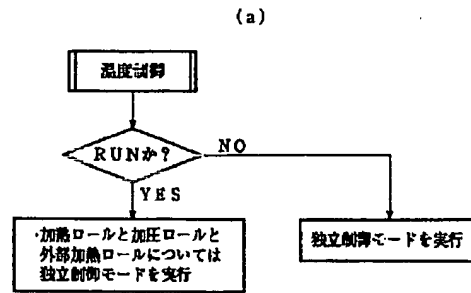 (a)
温度制御
RUNか?
NO
YES
・加熱ロールと加圧ロールと
外部加熱ロールについては
独立制御モードを実行
独立制御モードを実行